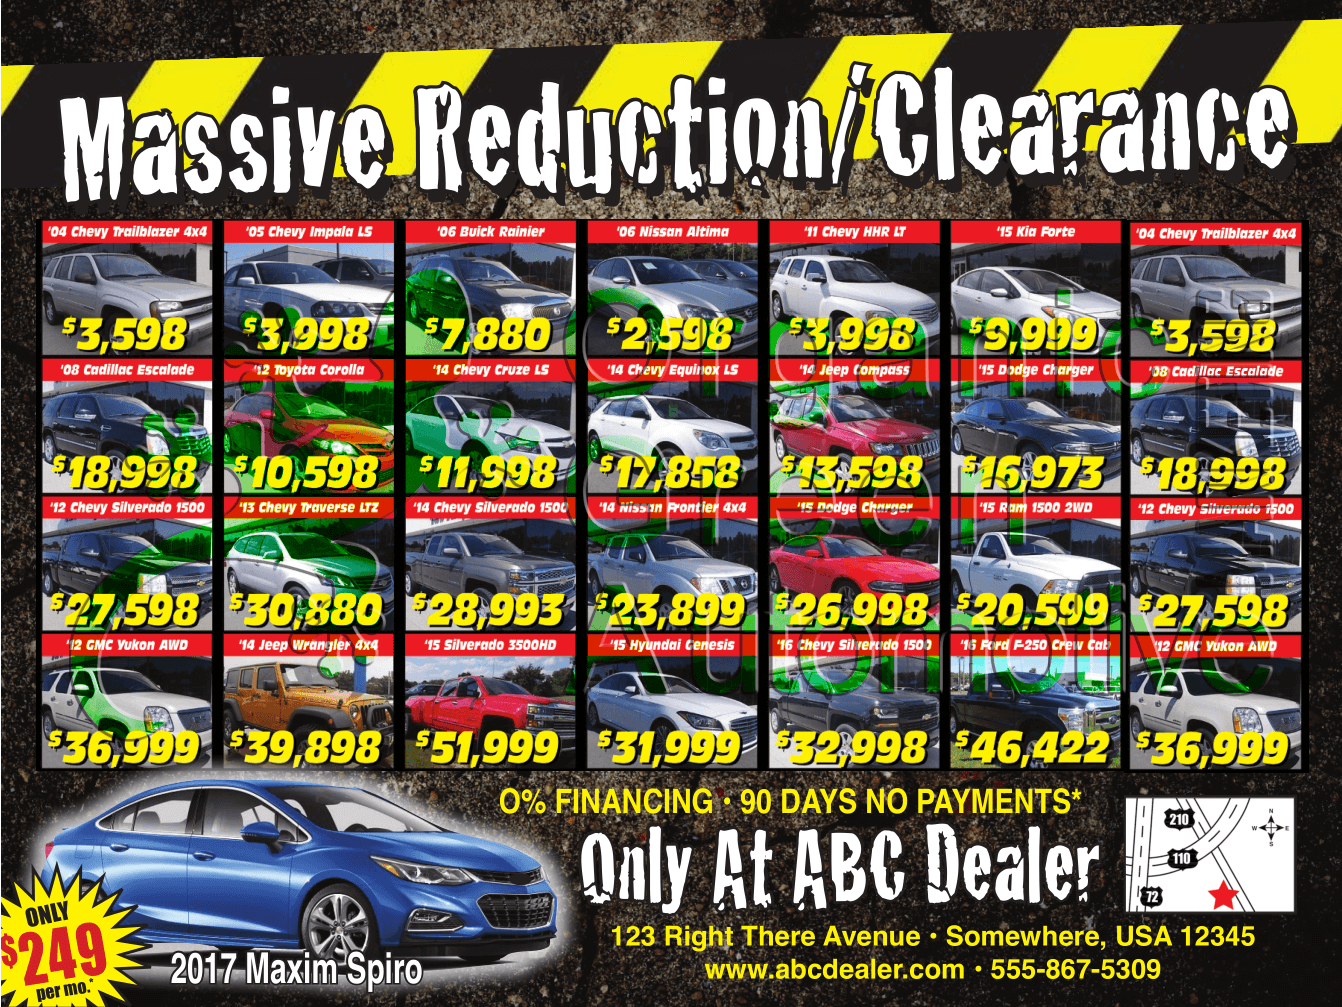 Massive Reduction/Clearance
'04 Chevy Trailblazer 4x4
$3,598
'05 Chevy Impala LS
$3,998
'06 Buick Rainier
$7,880
'06 Nissan Altima
$2,598
'11 Chevy HHR LT
$3,998
'15 Kia Forte
$9,999
'04 Chevy Trailblazer 4x4
$3,598
'08 Cadillac Escalade
$18,998
'12 Toyota Corolla
$10,598
'14 Chevy Cruze LS
$11,998
'14 Chevy Equinox LS
$17,858
'14 Jeep Compass
$13,598
'15 Dodge Charger
$16,973
'08 Cadillac Escalade
$18,998
'12 Chevy Silverado 1500
$27,598
'13 Chevy Traverse LTZ
$30,880
'14 Chevy Silverado 1500
$28,993
'14 Nissan Frontier 4x4
$23,899
'15 Dodge Charger
$26,998
'15 Ram 1500 2WD
$20,599
'12 Chevy Silverado 1500
$27,598
'12 GMC Yukon AWD
$36,999
'14 Jeep Wrangler 4x4
$39,898
'15 Silverado 3500HD
$51,999
'15 Hyundai Genesis
$31,999
'16 Chevy Silverado 1500
$32,998
'16 Ford F-250 Crew Cab
$46,422
'12 GMC Yukon AWD
$36,999
Green
Automotive
0% FINANCING • 90 DAYS NO PAYMENTS*
Only At ABC Dealer
123 Right There Avenue • Somewhere, USA 12345
www.abcdealer.com • 555-867-5309
210
110
72
N
W E
S
ONLY
$249
per mo.*
2017 Maxim Spiro